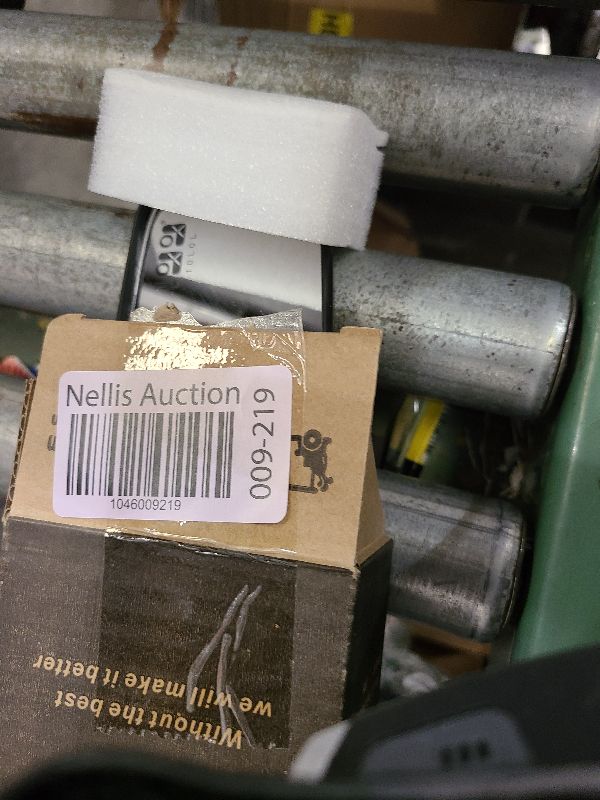 Nellis Auction
009-219
1046009219
Without the best
we will make it better